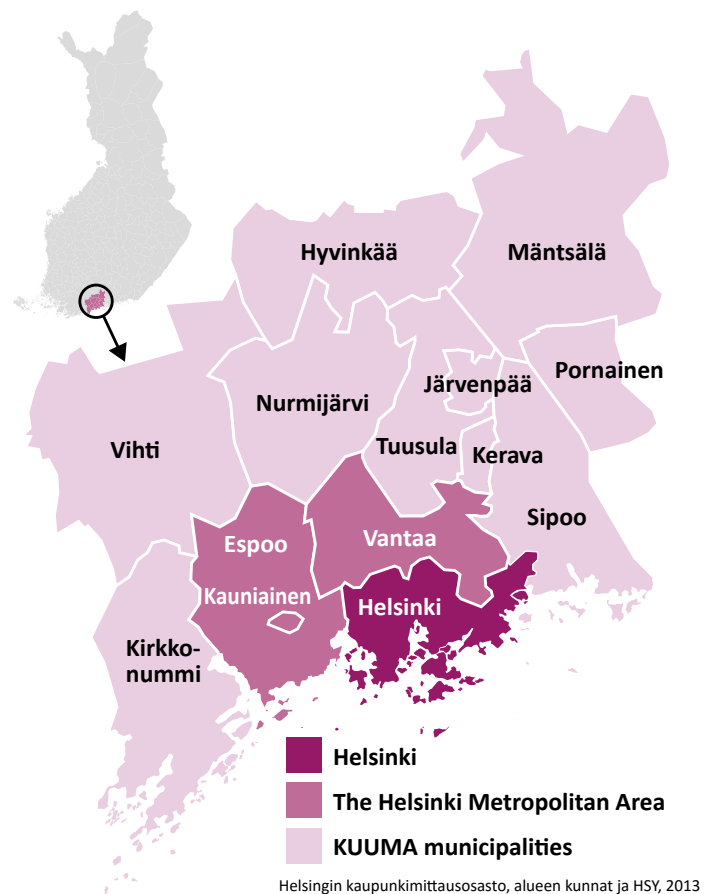 Hyvinkää
Mäntsälä
Pornainen
Järvenpää
Nurmijärvi
Tuusula
Kerava
Vihti
Sipoo
Espoo
Vantaa
Kauniainen
Helsinki
Kirkko-
nummi
Helsinki
The Helsinki Metropolitan Area
KUUMA municipalities
Helsingin kaupunkimittausosasto, alueen kunnat ja HSY, 2013